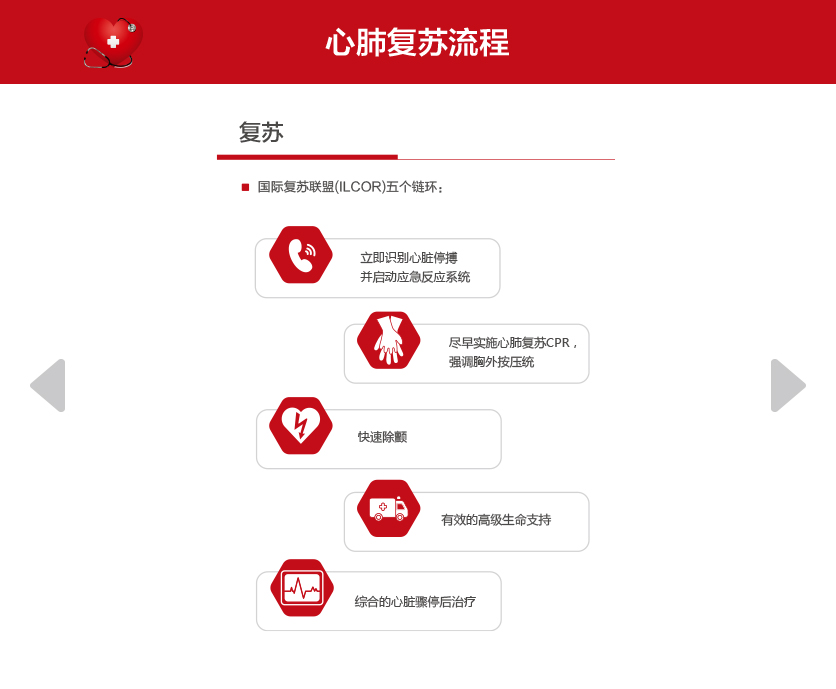 心肺复苏流程
复苏
国际复苏联盟(ILCOR)五个链环：
立即识别心脏停搏
并启动应急反应系统
尽早实施心肺复苏CPR，
强调胸外按压统
快速除颤
有效的高级生命支持
综合的心脏骤停后治疗